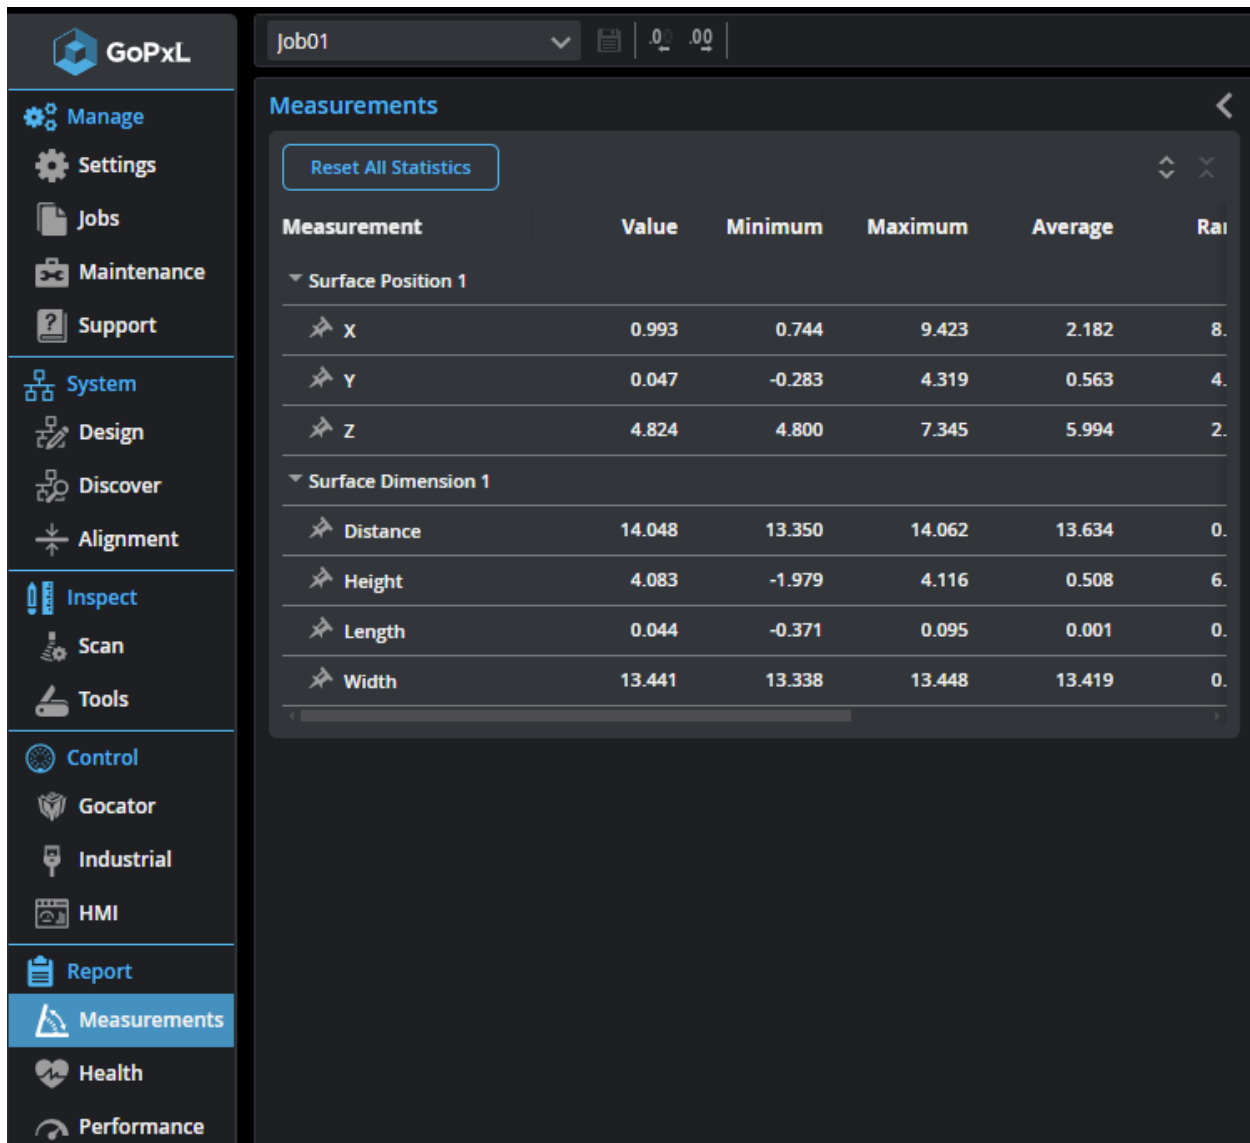 GoPxL
Manage
Settings
Jobs
Maintenance
Support
System
Design
Discover
Alignment
Inspect
Scan
Tools
Control
Gocator
Industrial
HMI
Report
Measurements
Health
Performance
Job01
.00 .00
Measurements
Reset All Statistics
Measurement Value Minimum Maximum Average
Surface Position 1
X 0.993 0.744 9.423 2.182 8.
Y 0.047 -0.283 4.319 0.563 4.
Z 4.824 4.800 7.345 5.994 2.
Surface Dimension 1
Distance 14.048 13.350 14.062 13.634 0.
Height 4.083 -1.979 4.116 0.508 6.
Length 0.044 -0.371 0.095 0.001 0.
Width 13.441 13.338 13.448 13.419 0.